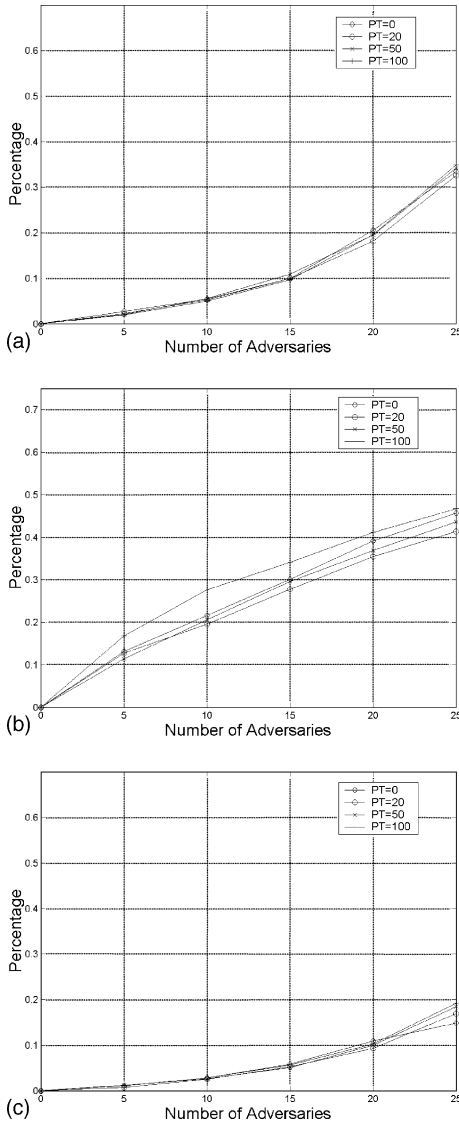 0.7
0.6
0.5
0.4
0.3
0.2
0.1
0
Percentage
PT=0
PT=20
PT=50
PT=100
0 5 10 15 20 25
Number of Adversaries
(a)
0.7
0.6
0.5
0.4
0.3
0.2
0.1
0
Percentage
PT=0
PT=20
PT=50
PT=100
0 5 10 15 20 25
Number of Adversaries
(b)
0.6
0.5
0.4
0.3
0.2
0.1
0
Percentage
PT=0
PT=20
PT=50
PT=100
0 5 10 15 20 25
Number of Adversaries
(c)